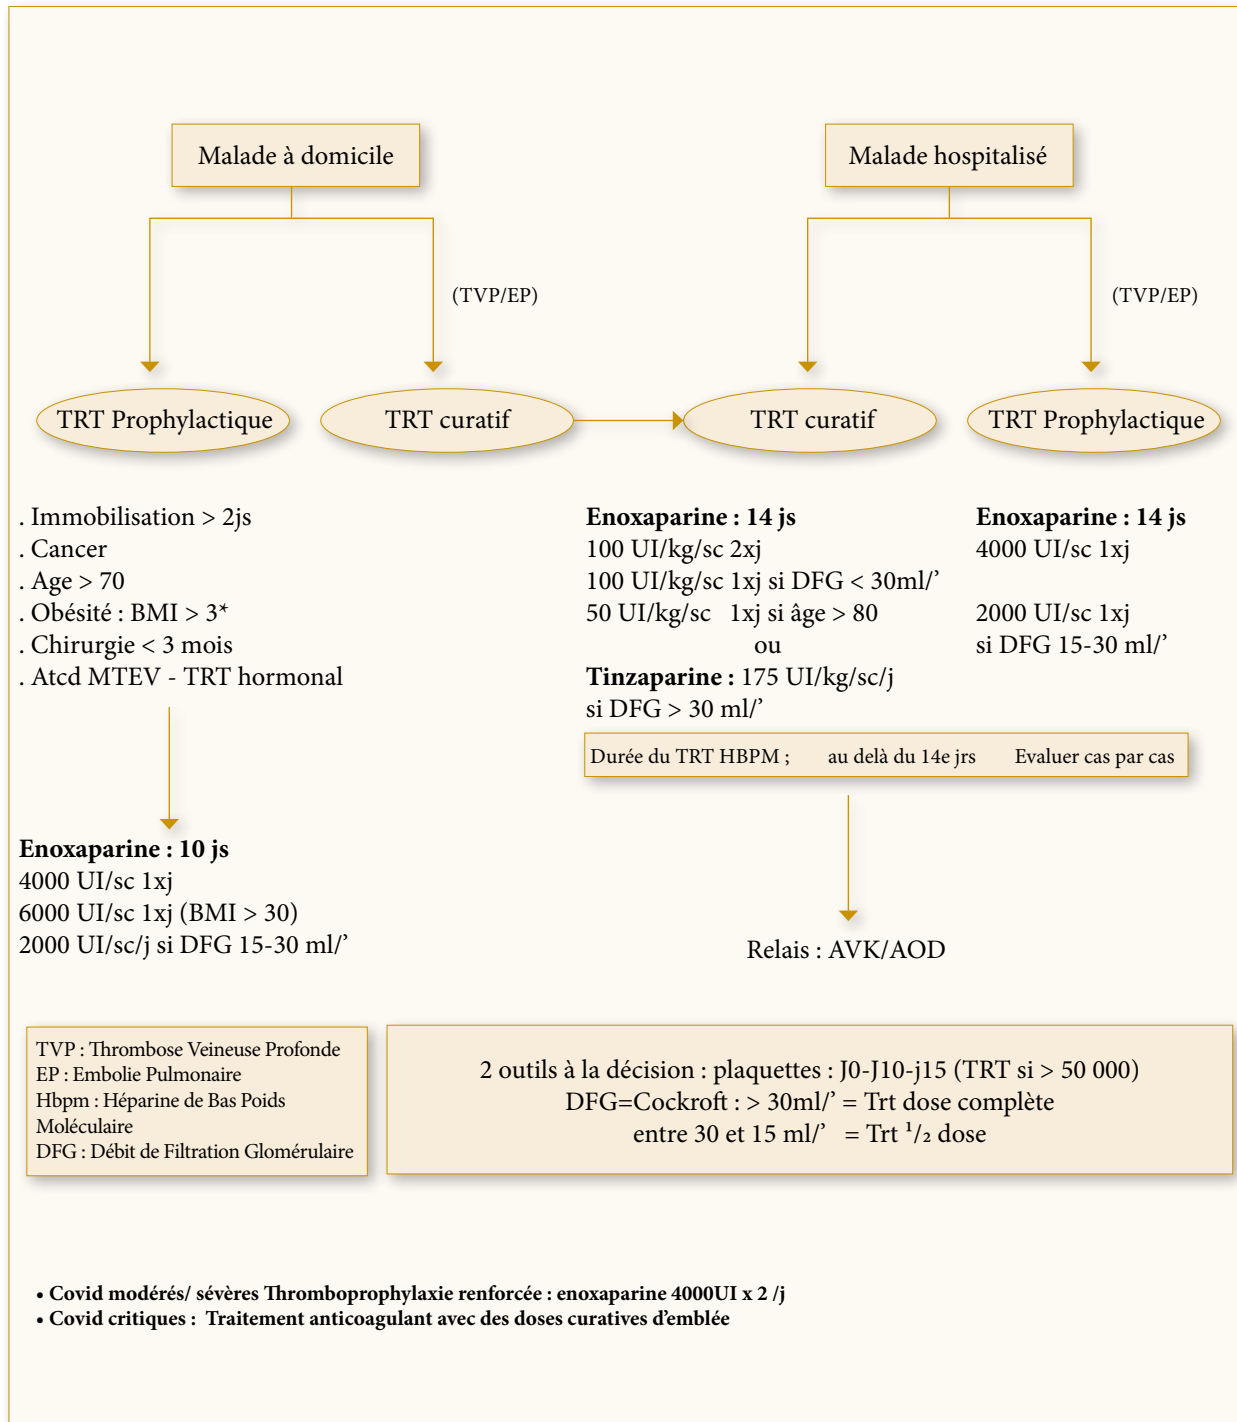 Malade à domicile
Malade hospitalisé
(TVP/EP)
(TVP/EP)
TRT Prophylactique
TRT curatif
TRT curatif
TRT Prophylactique
. Immobilisation > 2js
. Cancer
. Age > 70
. Obésité : BMI > 3*
. Chirurgie < 3 mois
. Atcd MTEV - TRT hormonal
Enoxaparine : 10 js
4000 UI/sc 1xj
6000 UI/sc 1xj (BMI > 30)
2000 UI/sc/j si DFG 15-30 ml/’
Enoxaparine : 14 js
100 UI/kg/sc 2xj
100 UI/kg/sc 1xj si DFG < 30ml/’
50 UI/kg/sc 1xj si âge > 80
ou
Tinzaparine : 175 UI/kg/sc/j
si DFG > 30 ml/’
Enoxaparine : 14 js
4000 UI/sc 1xj
2000 UI/sc 1xj
si DFG 15-30 ml/’
Durée du TRT HBPM ; au delà du 14e jrs Evaluer cas par cas
Relais : AVK/AOD
TVP : Thrombose Veineuse Profonde
EP : Embolie Pulmonaire
Hbpm : Héparine de Bas Poids
Moléculaire
DFG : Débit de Filtration Glomérulaire
2 outils à la décision : plaquettes : J0-J10-j15 (TRT si > 50 000)
DFG=Cockroft : > 30ml/’ = Trt dose complète
entre 30 et 15 ml/’ = Trt ¹/₂ dose
• Covid modérés/ sévères Thromboprophylaxie renforcée : enoxaparine 4000UI x 2 /j
• Covid critiques : Traitement anticoagulant avec des doses curatives d’emblée